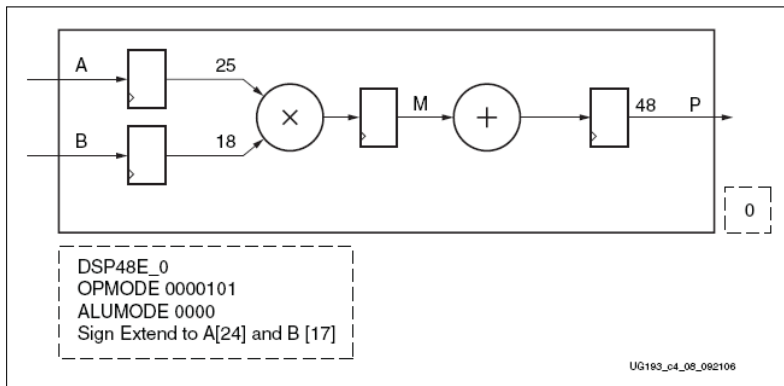 A
25
B
18
×
M
+
48 P
0
DSP48E_0
OPMODE 0000101
ALUMODE 0000
Sign Extend to A[24] and B [17]
UG193_c4_08_092106